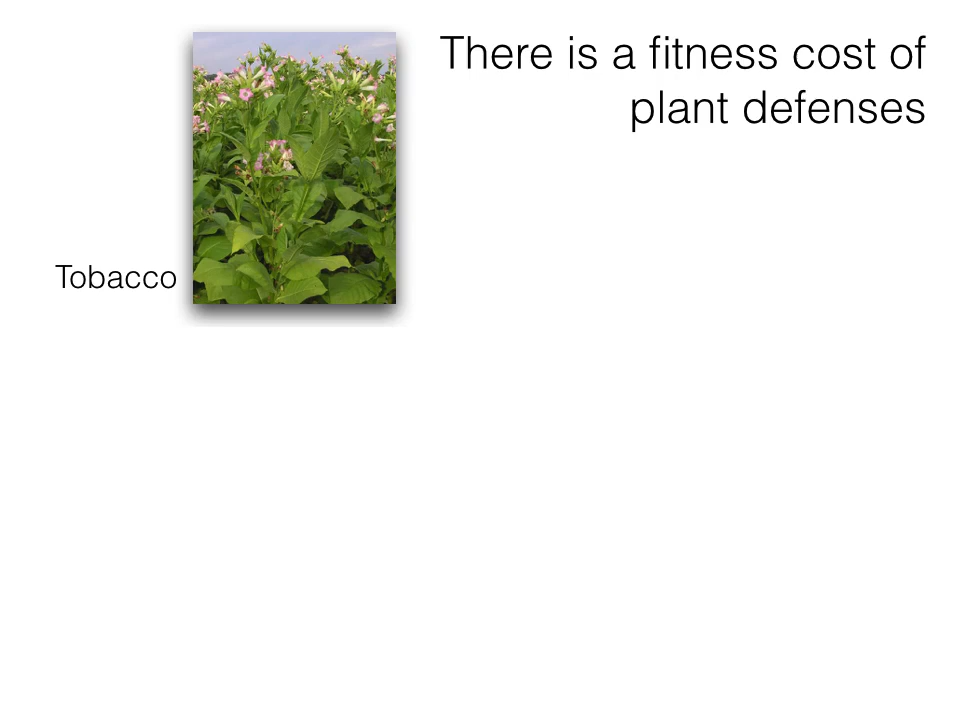 There is a fitness cost of
plant defenses
Tobacco